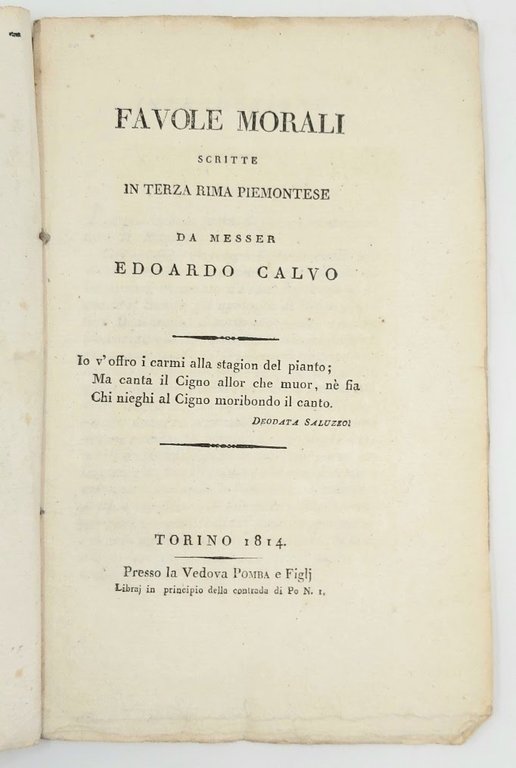 FAVOLE MORALI
SCRITTE
IN TERZA RIMA PIEMONTESE
DA MESSER
EDOARDO CALVO
Io v'offro i carmi alla stagion del pianto;
Ma canta il Cigno allor che muor, nè fia
Chi nieghi al Cigno moribondo il canto.
DEODATA SALUZZO
TORINO 1814.
Presso la Vedova POMBA e Figlj
Libraj in principio della contrada di Po N. 1.